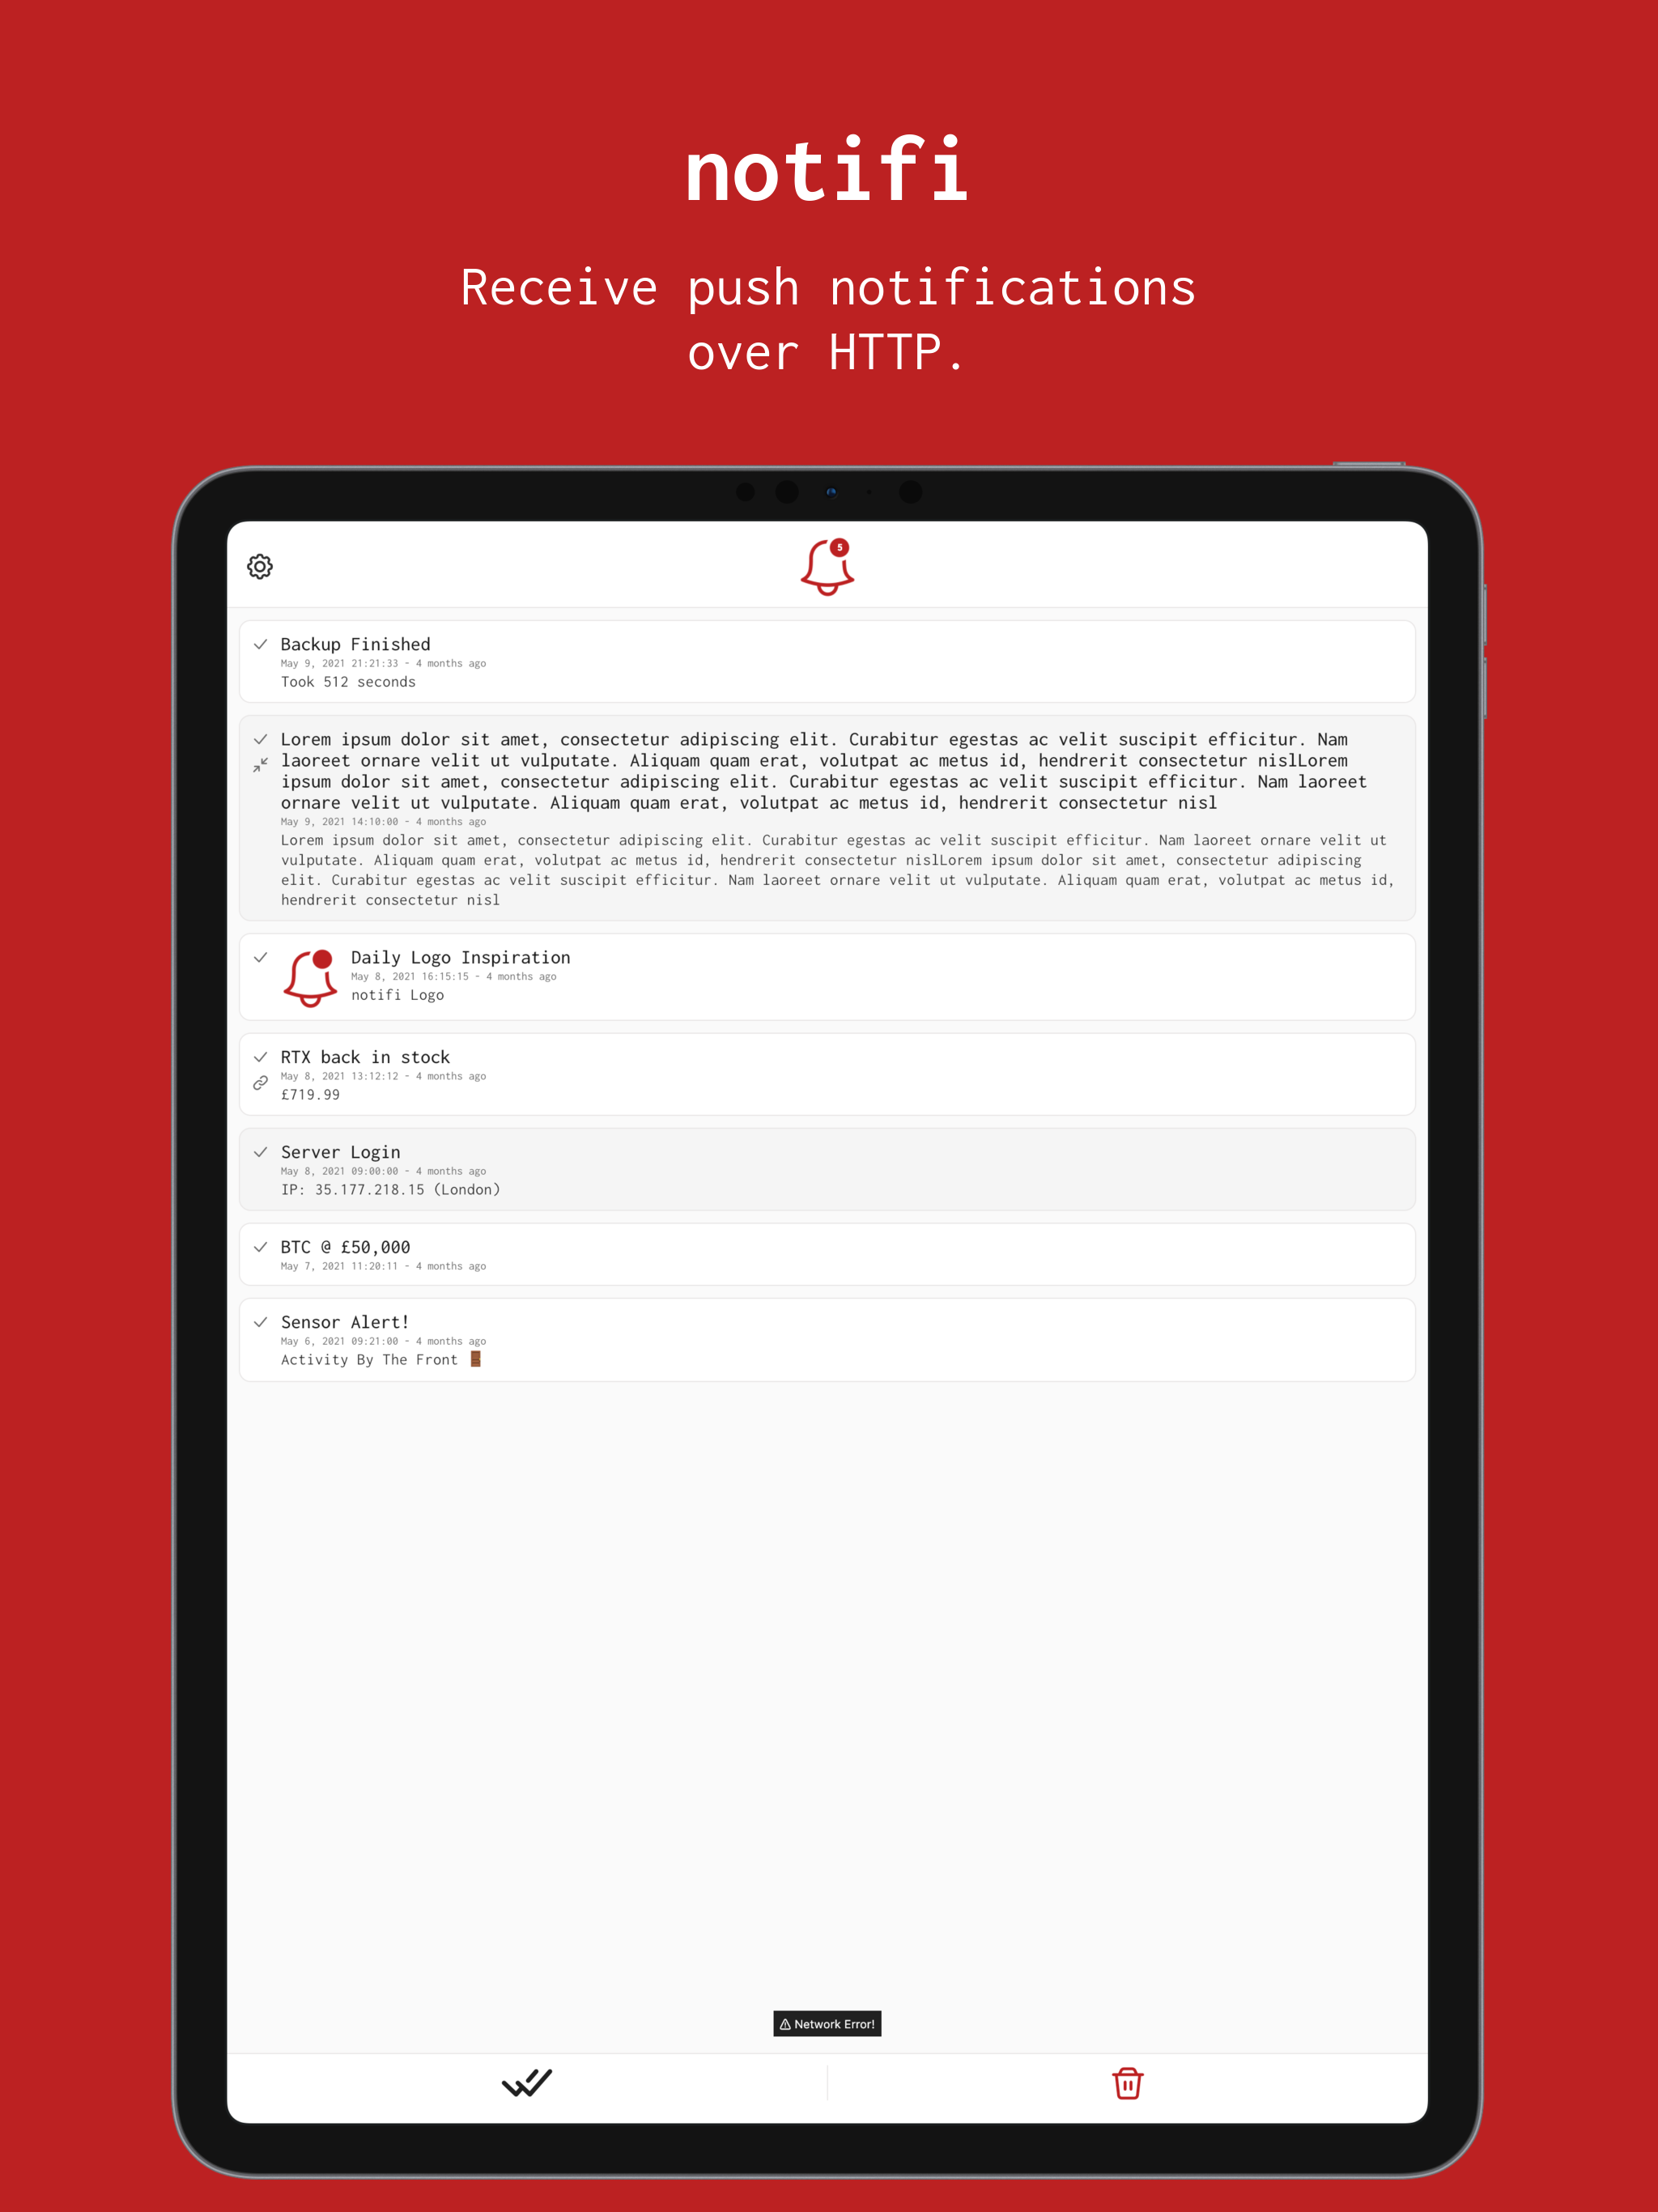 notifi
Receive push notifications
over HTTP.
5
Backup Finished
May 9, 2021 21:21:33 - 4 months ago
Took 512 seconds
Lorem ipsum dolor sit amet, consectetur adipiscing elit. Curabitur egestas ac velit suscipit efficitur. Nam
laoreet ornare velit ut vulputate. Aliquam quam erat, volutpat ac metus id, hendrerit consectetur nislLorem
ipsum dolor sit amet, consectetur adipiscing elit. Curabitur egestas ac velit suscipit efficitur. Nam laoreet
ornare velit ut vulputate. Aliquam quam erat, volutpat ac metus id, hendrerit consectetur nisl
May 9, 2021 14:10:00 - 4 months ago
Lorem ipsum dolor sit amet, consectetur adipiscing elit. Curabitur egestas ac velit suscipit efficitur. Nam laoreet ornare velit ut
vulputate. Aliquam quam erat, volutpat ac metus id, hendrerit consectetur nislLorem ipsum dolor sit amet, consectetur adipiscing
elit. Curabitur egestas ac velit suscipit efficitur. Nam laoreet ornare velit ut vulputate. Aliquam quam erat, volutpat ac metus id,
hendrerit consectetur nisl
Daily Logo Inspiration
May 8, 2021 16:15:15 - 4 months ago
notifi Logo
RTX back in stock
May 8, 2021 13:12:12 - 4 months ago
£719.99
Server Login
May 8, 2021 09:00:00 - 4 months ago
IP: 35.177.218.15 (London)
BTC @ £50,000
May 7, 2021 11:20:11 - 4 months ago
Sensor Alert!
May 6, 2021 09:21:00 - 4 months ago
Activity By The Front 🚪
Network Error!